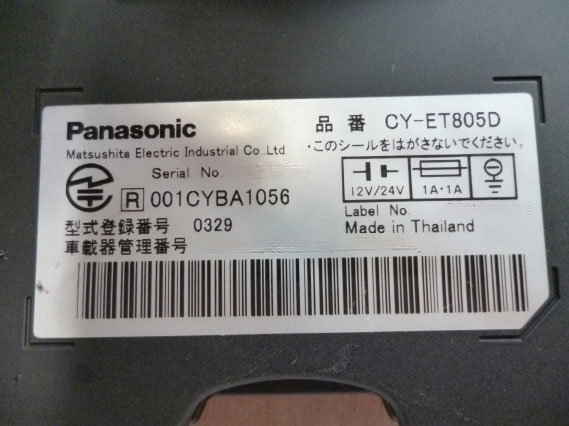 Panasonic
Matsushita Electric Industrial Co.,Ltd.
Serial No.
R 001CYBA1056
型式登録番号 0329
車載器管理番号
品 番 CY-ET805D
・このシールをはがさないでください。
12V/24V 1A・1A
Label No.
Made in Thailand